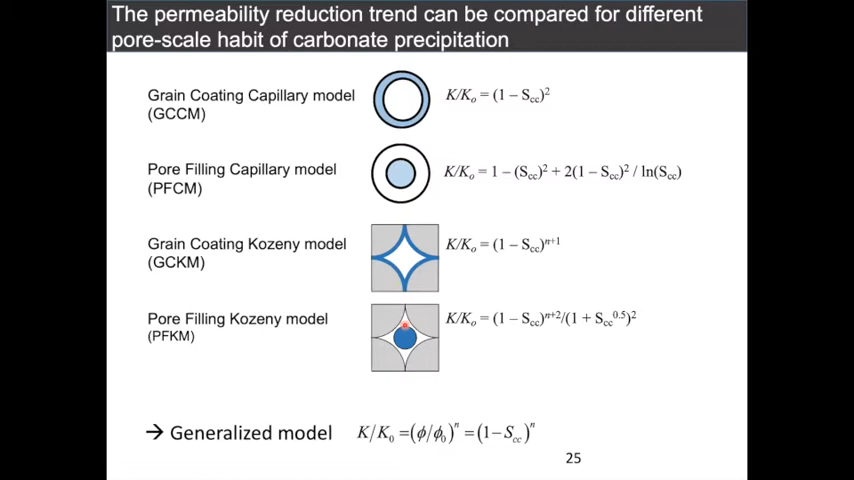 The permeability reduction trend can be compared for different
pore-scale habit of carbonate precipitation
Grain Coating Capillary model
(GCCM)
K/Kₒ = (1 – Scc)²
Pore Filling Capillary model
(PFCM)
K/Kₒ = 1 – (Scc)² + 2(1 – Scc)² / ln(Scc)
Grain Coating Kozeny model
(GCKM)
K/Kₒ = (1 – Scc)ⁿ⁺¹
Pore Filling Kozeny model
(PFKM)
K/Kₒ = (1 – Scc)ⁿ⁺²/(1 + Scc⁰·⁵)²
→ Generalized model K/K₀ = (ϕ/ϕ₀)ⁿ = (1 – Scc)ⁿ
25